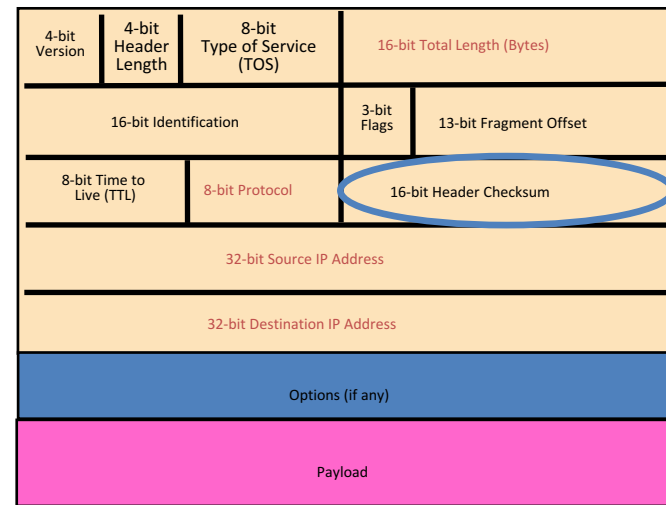 4-bit
Version
4-bit
Header
Length
8-bit
Type of Service
(TOS)
16-bit Total Length (Bytes)
16-bit Identification
3-bit
Flags
13-bit Fragment Offset
8-bit Time to
Live (TTL)
8-bit Protocol
16-bit Header Checksum
32-bit Source IP Address
32-bit Destination IP Address
Options (if any)
Payload